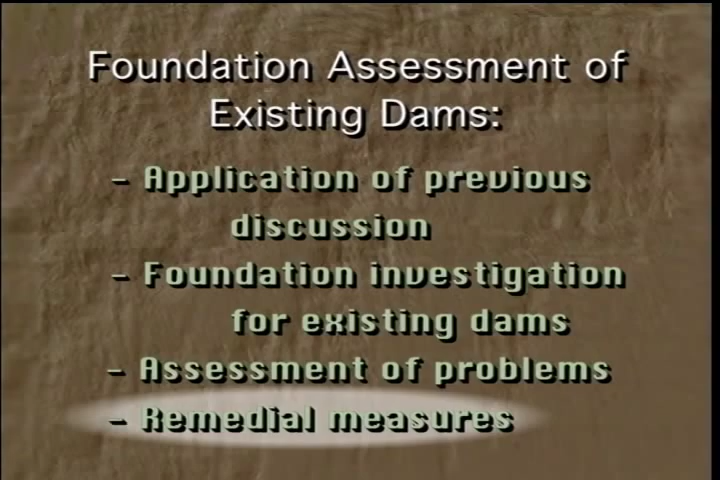 Foundation Assessment of
Existing Dams:
- Application of previous
discussion
- Foundation investigation
for existing dams
- Assessment of problems
- Remedial measures